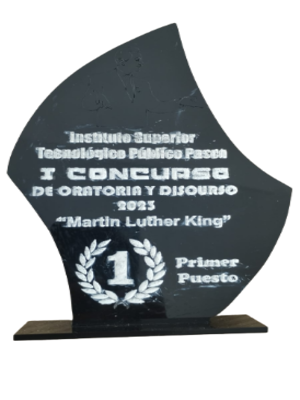 Instituto Superior
Tecnológico Público Pasco
I CONCURSO
DE ORATORIA Y DISCURSO
2023
"Martin Luther King"
1
Primer
Puesto